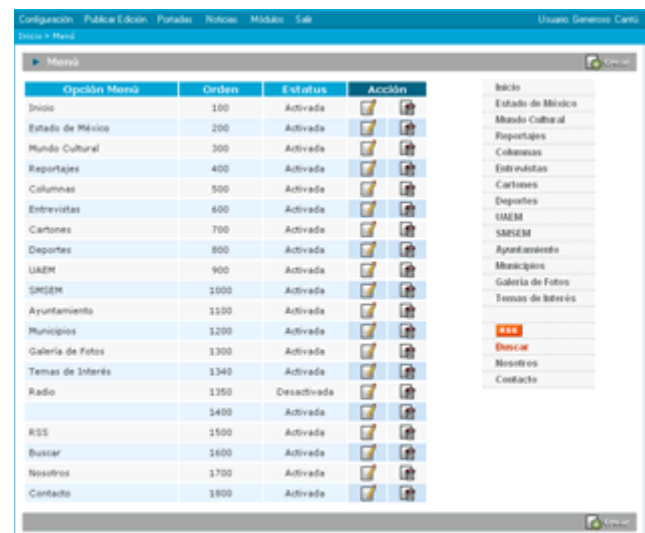 Configuración Publicar Edición Portadas Noticias Módulos Salir Usuario: Generoso Cantú
Inicio > Menú
Menú
Opción Menú Orden Estatus Acción
Inicio 100 Activada
Estado de México 200 Activada
Mundo Cultural 300 Activada
Reportajes 400 Activada
Columnas 500 Activada
Entrevistas 600 Activada
Cartones 700 Activada
Deportes 800 Activada
UAEM 900 Activada
SMSEM 1000 Activada
Ayuntamiento 1100 Activada
Municipios 1200 Activada
Galería de Fotos 1300 Activada
Temas de Interés 1340 Activada
Radio 1350 Desactivada
1400 Activada
RSS 1500 Activada
Buscar 1600 Activada
Nosotros 1700 Activada
Contacto 1800 Activada
Inicio
Estado de México
Mundo Cultural
Reportajes
Columnas
Entrevistas
Cartones
Deportes
UAEM
SMSEM
Ayuntamiento
Municipios
Galería de Fotos
Temas de Interés
RSS
Buscar
Nosotros
Contacto